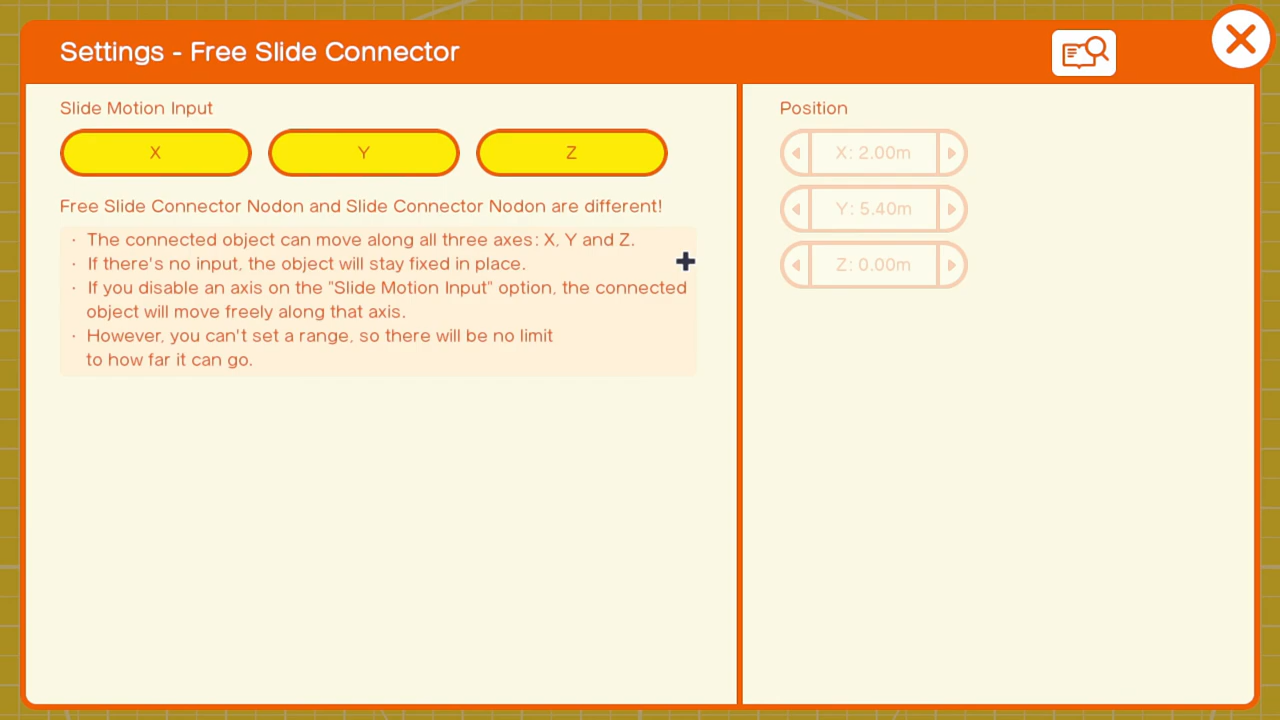 Settings - Free Slide Connector
Slide Motion Input
X
Y
Z
Free Slide Connector Nodon and Slide Connector Nodon are different!
· The connected object can move along all three axes: X, Y and Z.
· If there's no input, the object will stay fixed in place.
· If you disable an axis on the "Slide Motion Input" option, the connected
object will move freely along that axis.
· However, you can't set a range, so there will be no limit
to how far it can go.
Position
X: 2.00m
Y: 5.40m
Z: 0.00m